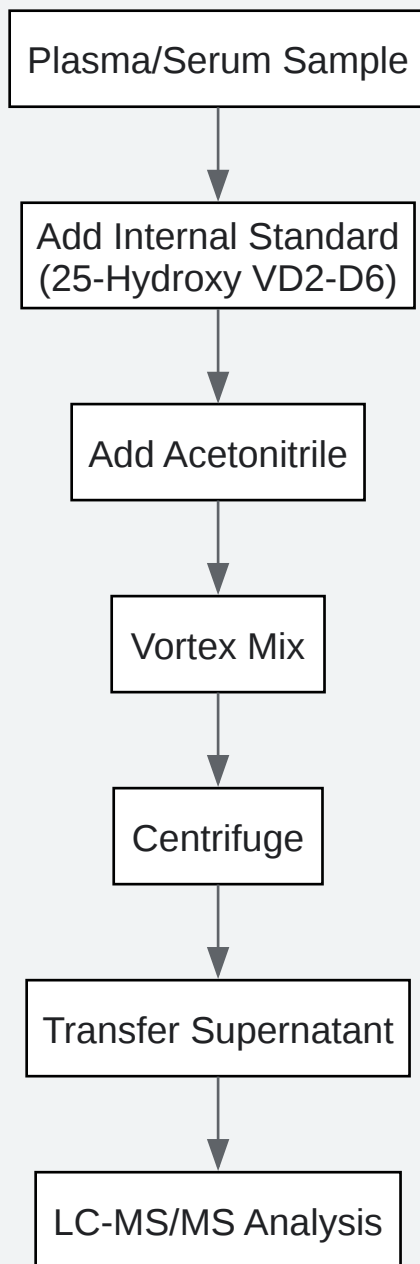 Plasma/Serum Sample
Add Internal Standard
(25-Hydroxy VD2-D6)
Add Acetonitrile
Vortex Mix
Centrifuge
Transfer Supernatant
LC-MS/MS Analysis